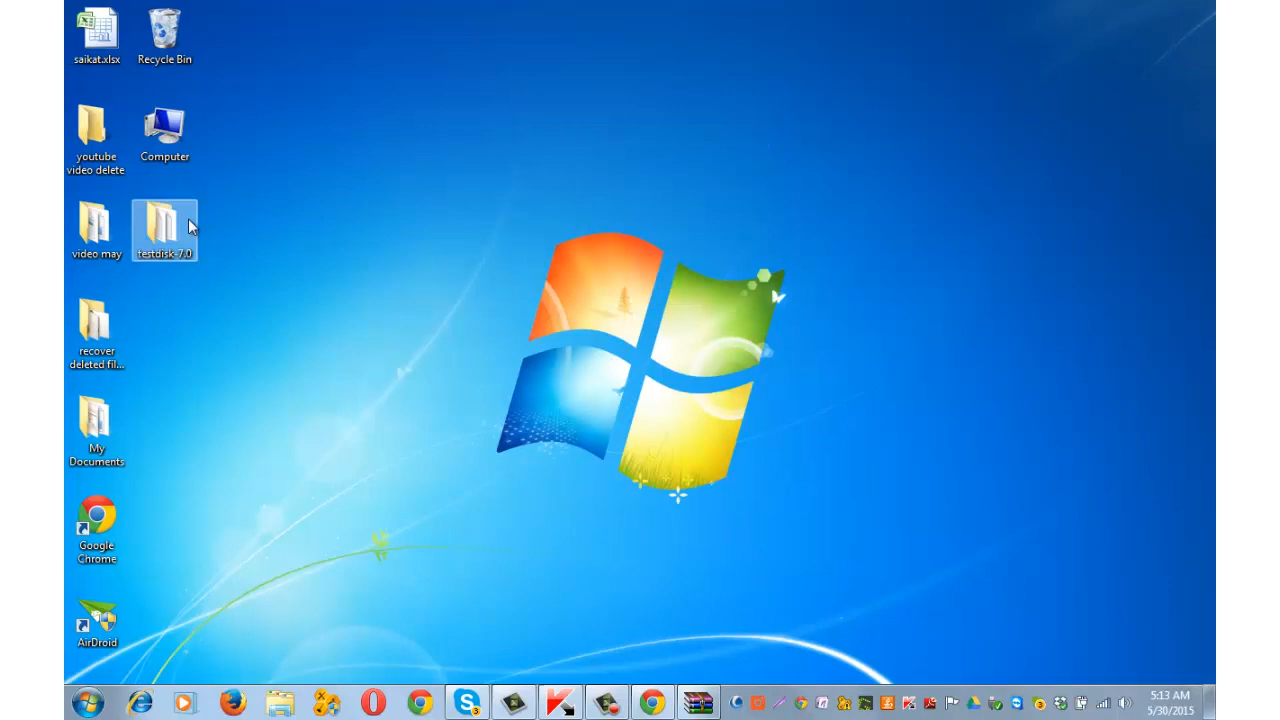 saikat.xlsx
Recycle Bin
youtube
video delete
Computer
video may
testdisk-7.0
recover
deleted fil...
My
Documents
Google
Chrome
AirDroid
5:13 AM
5/30/2015